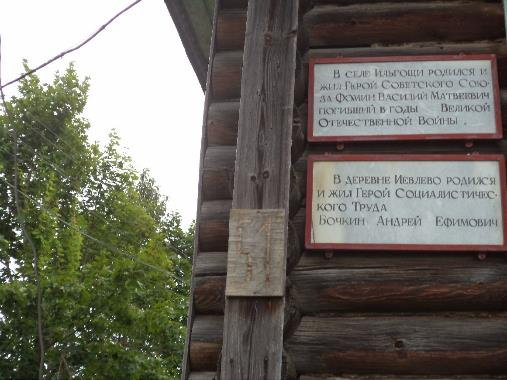 В СЕЛЕ ИЛЬГОЩИ РОДИЛСЯ И
ЖИЛ ГЕРОЙ СОВЕТСКОГО СОЮ-
ЗА ФОМИН ВАСИЛИЙ МАТВЕЕВИЧ
ПОГИБШИЙ В ГОДЫ ВЕЛИКОЙ
ОТЕЧЕСТВЕННОЙ ВОЙНЫ.
В ДЕРЕВНЕ ИЕВЛЕВО РОДИЛСЯ
И ЖИЛ ГЕРОЙ СОЦИАЛИСТИЧЕС-
КОГО ТРУДА
БОЧКИН АНДРЕЙ ЕФИМОВИЧ